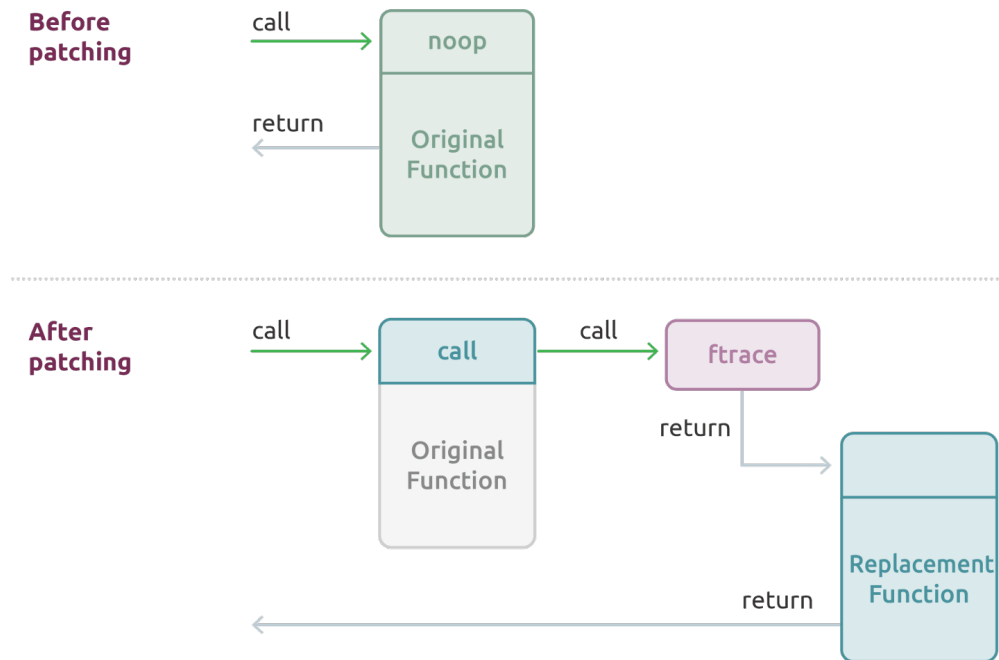 Before
patching
call
noop
return
Original
Function
After
patching
call
call
call
ftrace
Original
Function
return
Replacement
Function
return